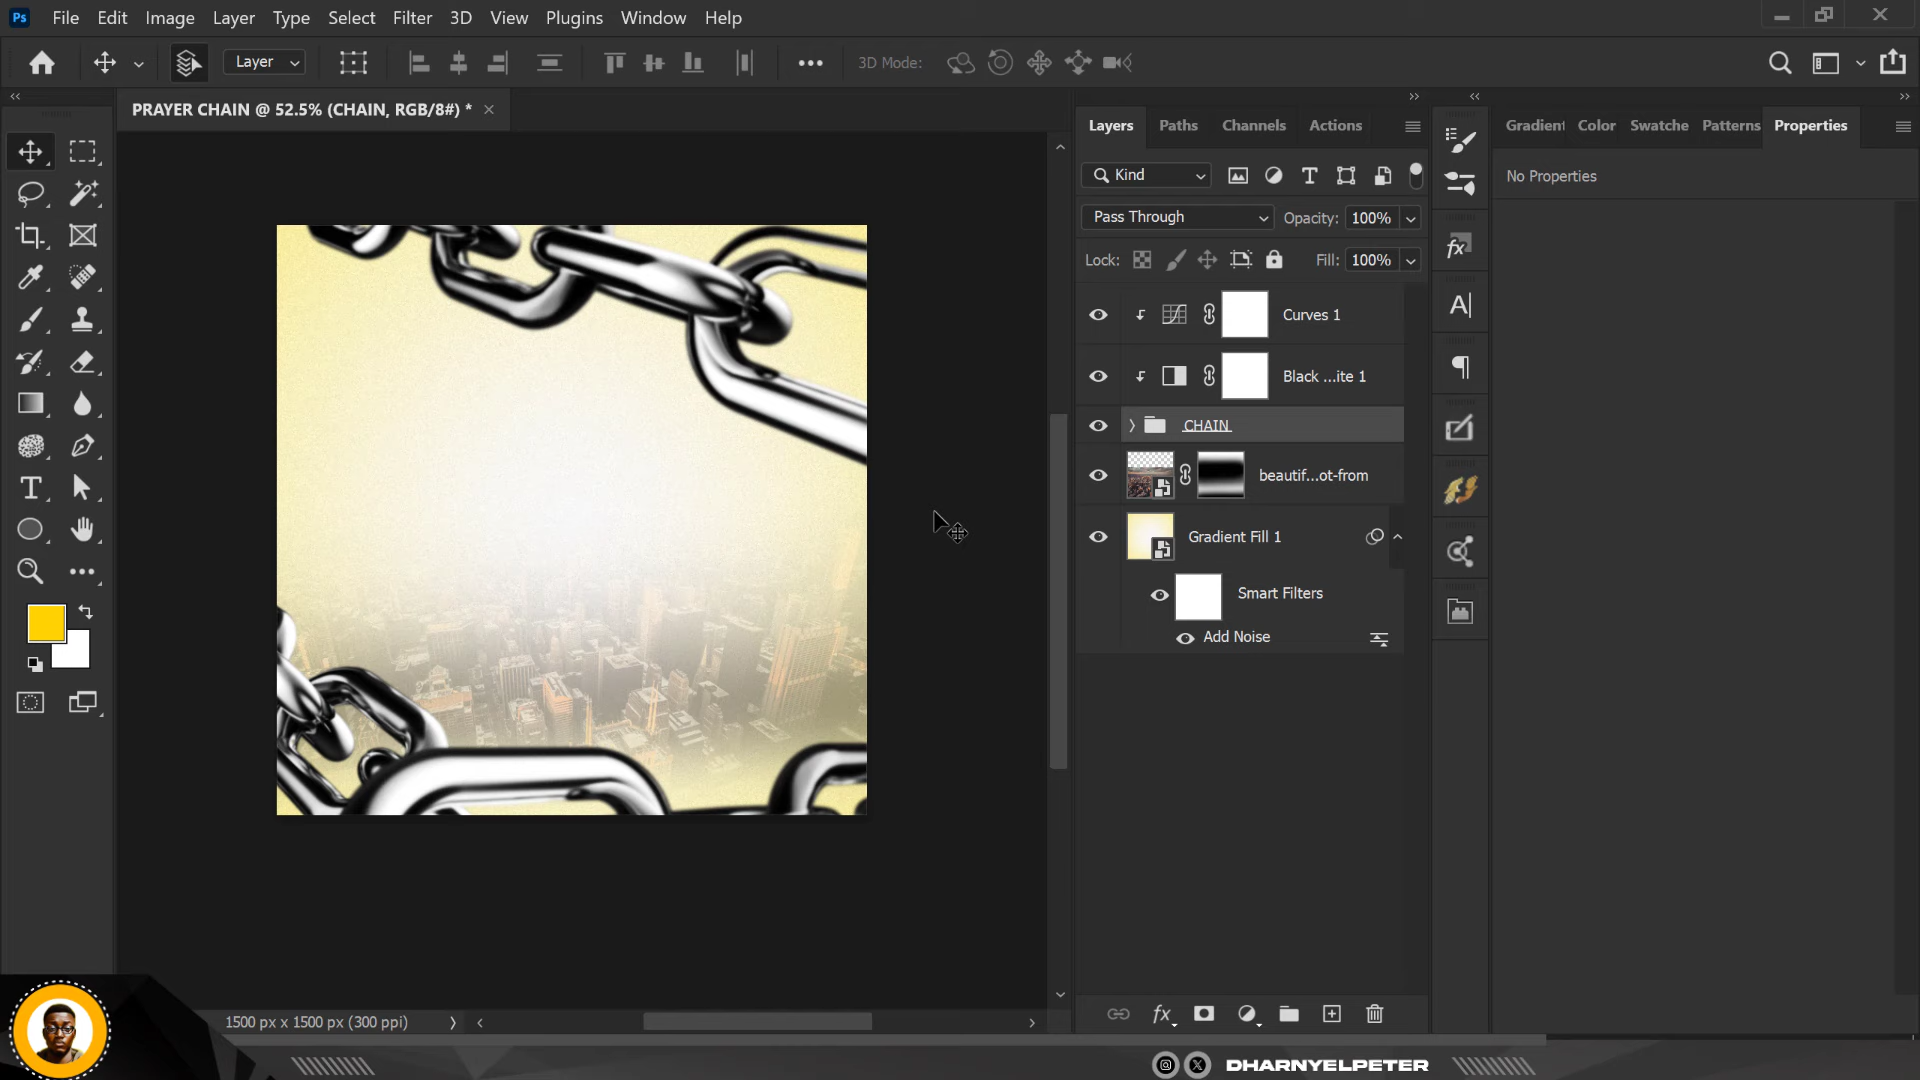 Ps File Edit Image Layer Type Select Filter 3D View Plugins Window Help
Layer 3D Mode:
PRAYER CHAIN @ 52.5% (CHAIN, RGB/8#) *
Layers Paths Channels Actions
Gradient Color Swatche Patterns Properties
Kind
No Properties
Pass Through Opacity: 100%
Lock: Fill: 100%
Curves 1
Black ...ite 1
CHAIN
beautif...ot-from
Gradient Fill 1
Smart Filters
Add Noise
1500 px x 1500 px (300 ppi)
DHARNYELPETER